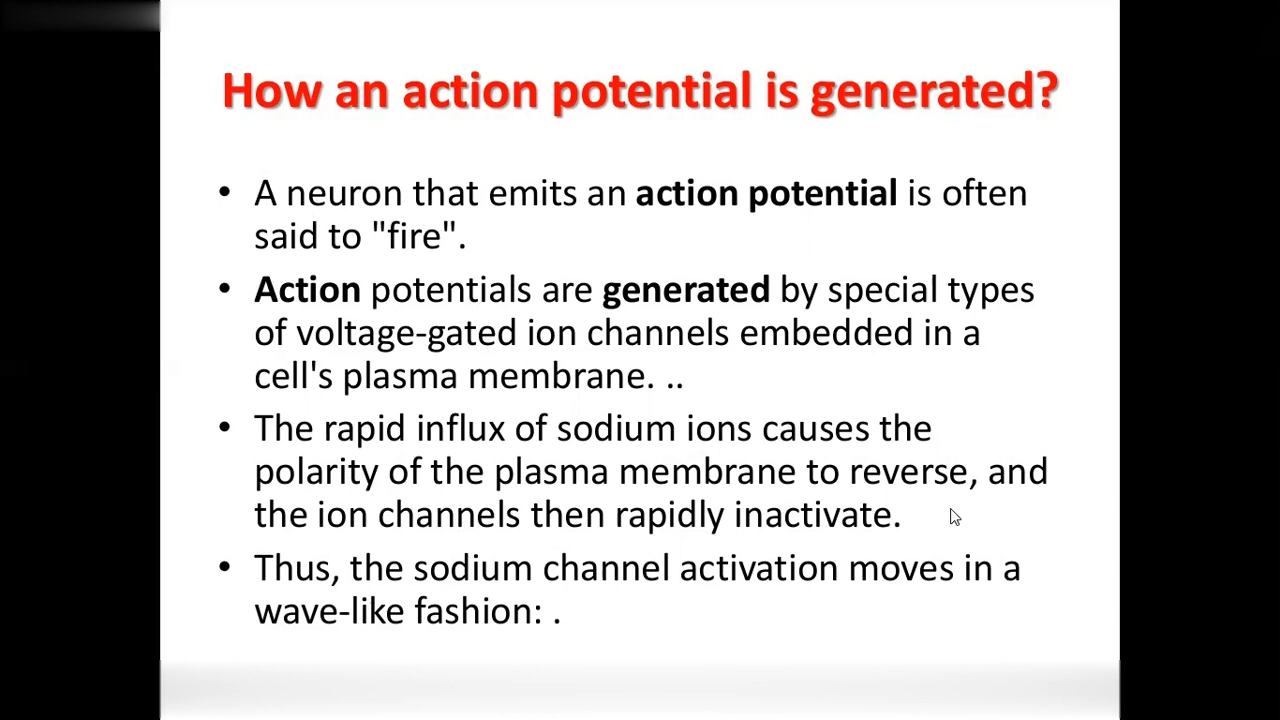 How an action potential is generated?
• A neuron that emits an action potential is often
said to "fire".
• Action potentials are generated by special types
of voltage-gated ion channels embedded in a
cell's plasma membrane. ..
• The rapid influx of sodium ions causes the
polarity of the plasma membrane to reverse, and
the ion channels then rapidly inactivate.
• Thus, the sodium channel activation moves in a
wave-like fashion: .